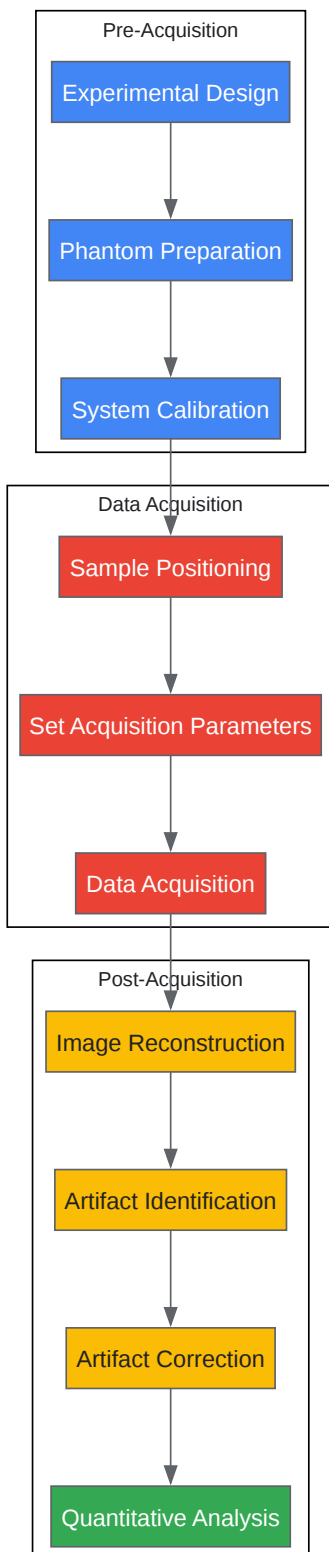 Pre-Acquisition
Experimental Design
Phantom Preparation
System Calibration
Data Acquisition
Sample Positioning
Set Acquisition Parameters
Data Acquisition
Post-Acquisition
Image Reconstruction
Artifact Identification
Artifact Correction
Quantitative Analysis